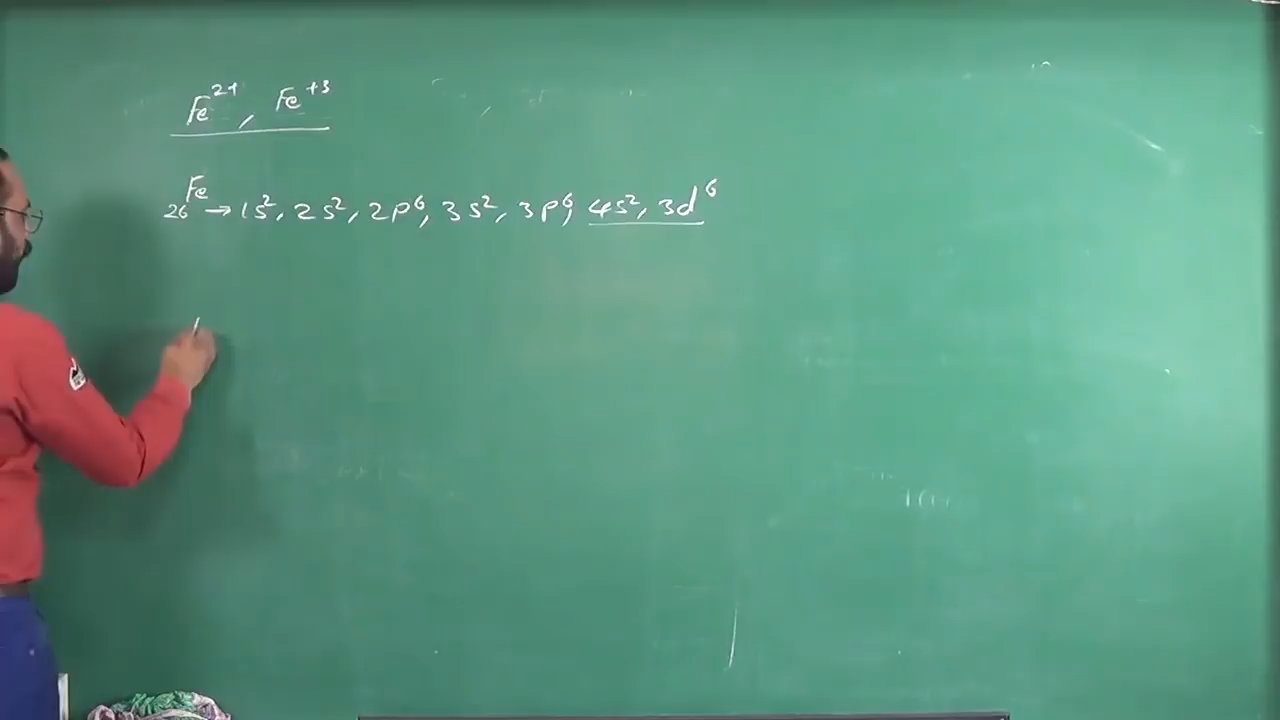 Fe²⁺, Fe⁺³
₂₆Fe → 1s², 2s², 2p⁶, 3s², 3p⁶, 4s², 3d⁶